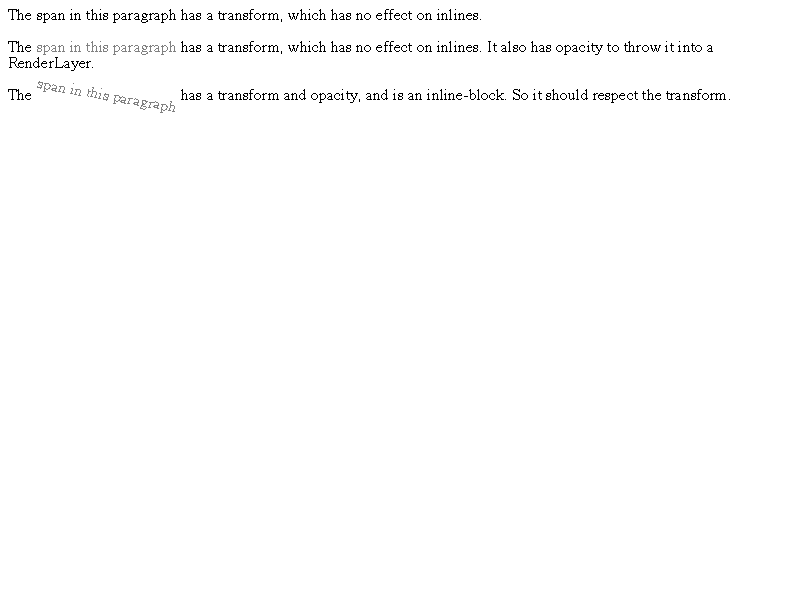 The span in this paragraph has a transform, which has no effect on inlines.
The span in this paragraph has a transform, which has no effect on inlines. It also has opacity to throw it into a
RenderLayer.
The span in this paragraph has a transform and opacity, and is an inline-block. So it should respect the transform.